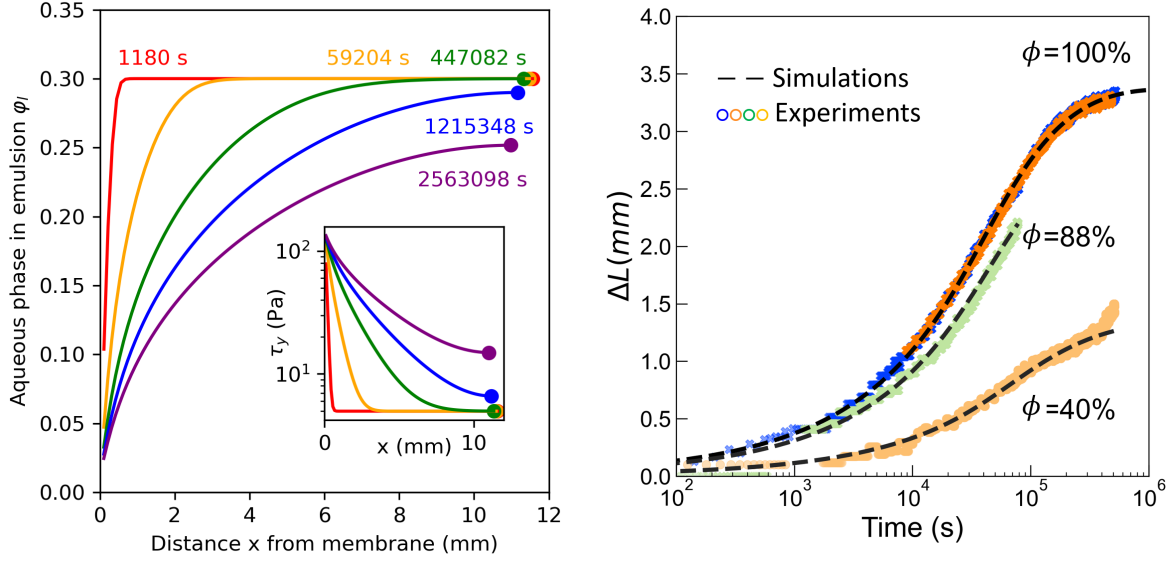 0.35
0.30
0.25
0.20
0.15
0.10
0.05
0.00
Aqueous phase in emulsion φₗ
1180 s
59204 s
447082 s
1215348 s
2563098 s
10²
10¹
τᵧ (Pa)
0
10
x (mm)
0
2
4
6
8
10
12
Distance x from membrane (mm)
4.0
3.5
3.0
2.5
2.0
1.5
1.0
0.5
0.0
ΔL(mm)
ϕ=100%
Simulations
Experiments
ϕ=88%
ϕ=40%
10²
10³
10⁴
10⁵
10⁶
Time (s)